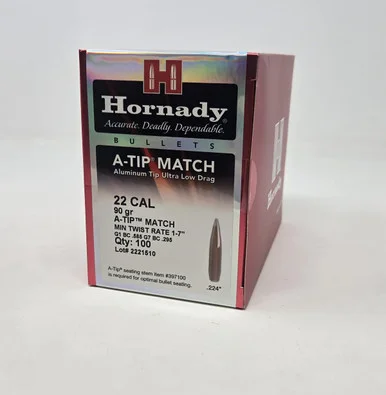 H
Hornady
Accurate. Deadly. Dependable.
BULLETS
A-TIP® MATCH
Aluminum Tip Ultra Low Drag
22 CAL
90 gr
A-TIP™ MATCH
MIN TWIST RATE 1-7"
G1 BC .585 G7 BC .295
Qty: 100
Lot# 2221510
A-Tip® seating stem item #397100
is required for optimal bullet seating.
.224"